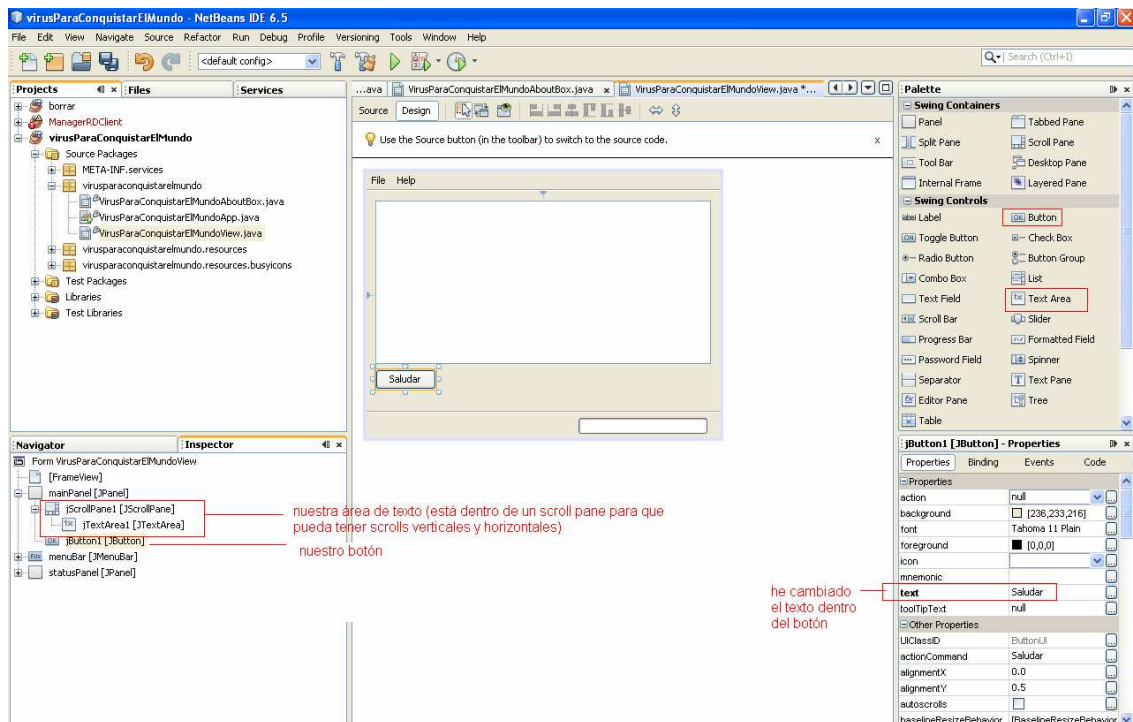 virusParaConquistarElMundo - NetBeans IDE 6.5
File Edit View Navigate Source Refactor Run Debug Profile Versioning Tools Window Help
<default config>
Search (Ctrl+I)
Projects Files Services
borrar
ManagerRDClient
virusParaConquistarElMundo
Source Packages
META-INF.services
virusparaconquistarelmundo
VirusParaConquistarElMundoAboutBox.java
VirusParaConquistarElMundoApp.java
VirusParaConquistarElMundoView.java
virusparaconquistarelmundo.resources
virusparaconquistarelmundo.resources.busyicons
Test Packages
Libraries
Test Libraries
...ava VirusParaConquistarElMundoAboutBox.java x VirusParaConquistarElMundoView.java *...
Source Design
Use the Source button (in the toolbar) to switch to the source code. x
File Help
Saludar
Palette
Swing Containers
Panel Tabbed Pane
Split Pane Scroll Pane
Tool Bar Desktop Pane
Internal Frame Layered Pane
Swing Controls
label Label OK Button
ON Toggle Button Check Box
Radio Button Button Group
Combo Box List
Text Field Text Area
Scroll Bar Slider
Progress Bar Formatted Field
Password Field Spinner
Separator Text Pane
Editor Pane Tree
Table
Navigator Inspector
Form VirusParaConquistarElMundoView
[FrameView]
mainPanel [JPanel]
jScrollPane1 [JScrollPane]
jTextArea1 [JTextArea]
jButton1 [JButton]
menuBar [JMenuBar]
statusPanel [JPanel]
nuestra área de texto (está dentro de un scroll pane para que
pueda tener scrolls verticales y horizontales)
nuestro botón
he cambiado
el texto dentro
del botón
jButton1 [JButton] - Properties
Properties Binding Events Code
Properties
action null
background [236,233,216]
font Tahoma 11 Plain
foreground [0,0,0]
icon
mnemonic
text Saludar
toolTipText null
Other Properties
UIClassID ButtonUI
actionCommand Saludar
alignmentX 0.0
alignmentY 0.5
autoscrolls
baselineResizeBehavior [BaselineResizeBehavior